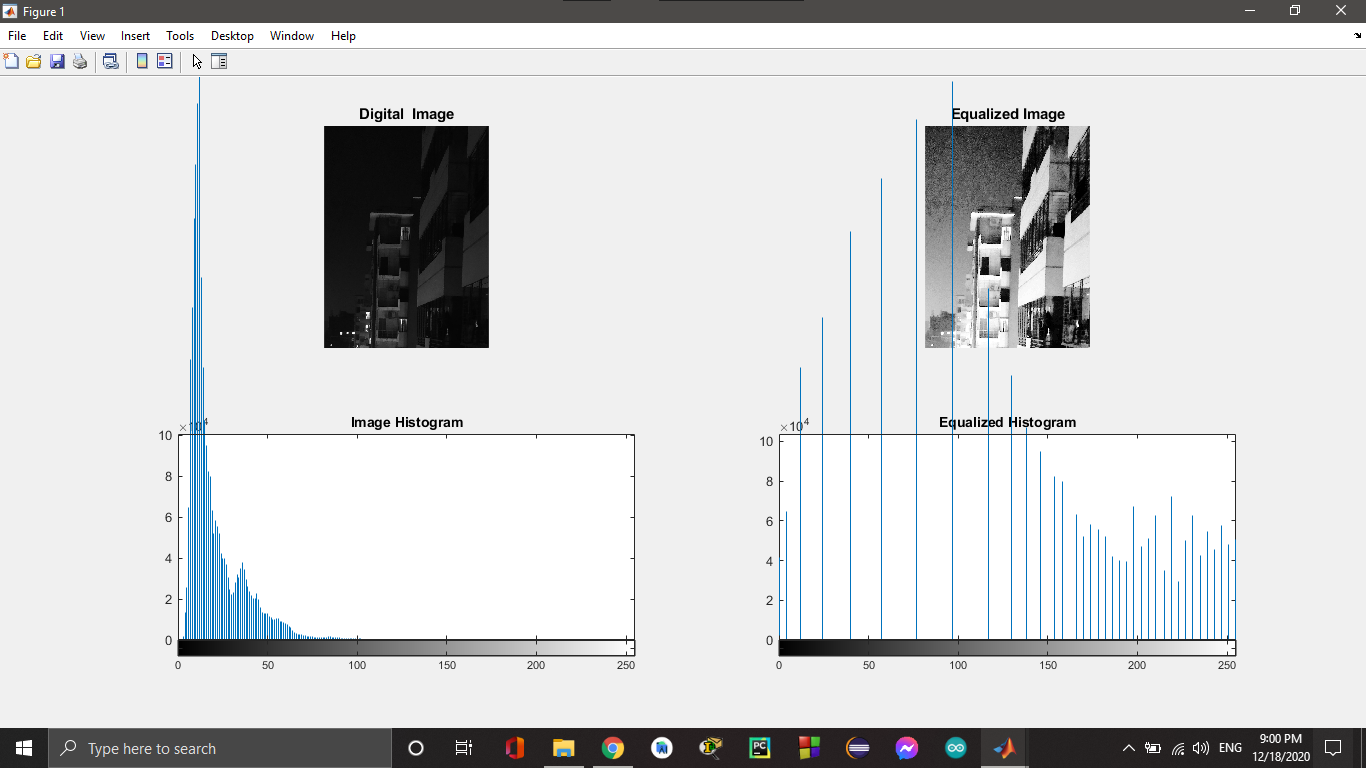 Figure 1
File Edit View Insert Tools Desktop Window Help
Digital Image
Equalized Image
Image Histogram
×10^4
10
8
6
4
2
0
0 50 100 150 200 250
Equalized Histogram
×10^4
10
8
6
4
2
0
0 50 100 150 200 250
Type here to search
PC
ENG
9:00 PM
12/18/2020